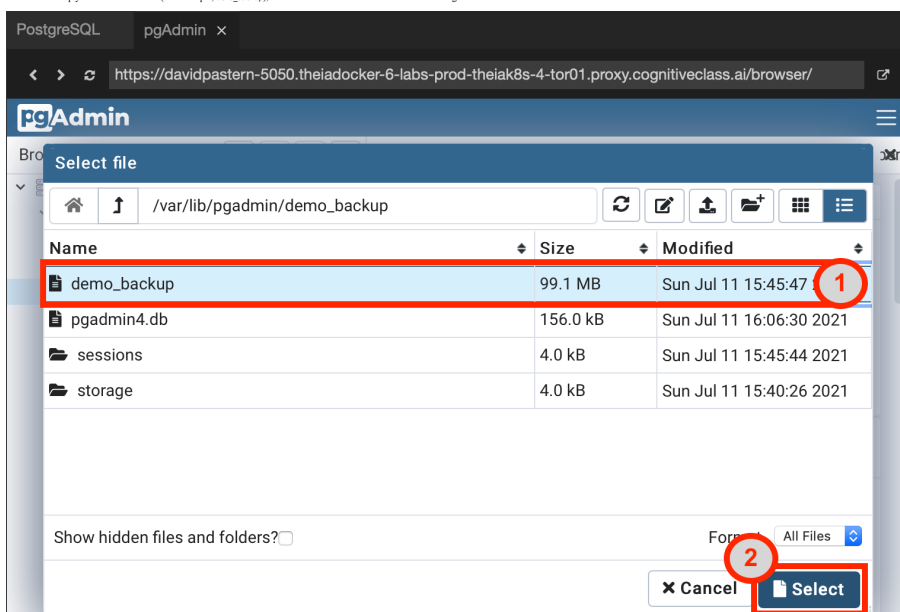 PostgreSQL pgAdmin ×
https://davidpastern-5050.theiadocker-6-labs-prod-theiak8s-4-tor01.proxy.cognitiveclass.ai/browser/
pgAdmin
Bro
Select file
/var/lib/pgadmin/demo_backup
Name Size Modified
demo_backup 99.1 MB Sun Jul 11 15:45:47 1
pgadmin4.db 156.0 kB Sun Jul 11 16:06:30 2021
sessions 4.0 kB Sun Jul 11 15:45:44 2021
storage 4.0 kB Sun Jul 11 15:40:26 2021
Show hidden files and folders? All Files
2
Cancel Select